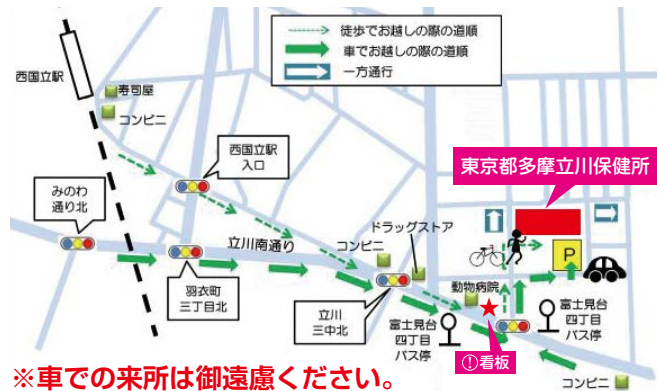 徒歩でお越しの際の道順
車でお越しの際の道順
一方通行
西国立駅
寿司屋
コンビニ
西国立駅
入口
東京都多摩立川保健所
みのわ
通り北
ドラッグストア
コンビニ
立川南通り
P
羽衣町
三丁目北
立川
三中北
動物病院
富士見台
四丁目
バス停
富士見台
四丁目
バス停
①看板
コンビニ
※車での来所は御遠慮ください。